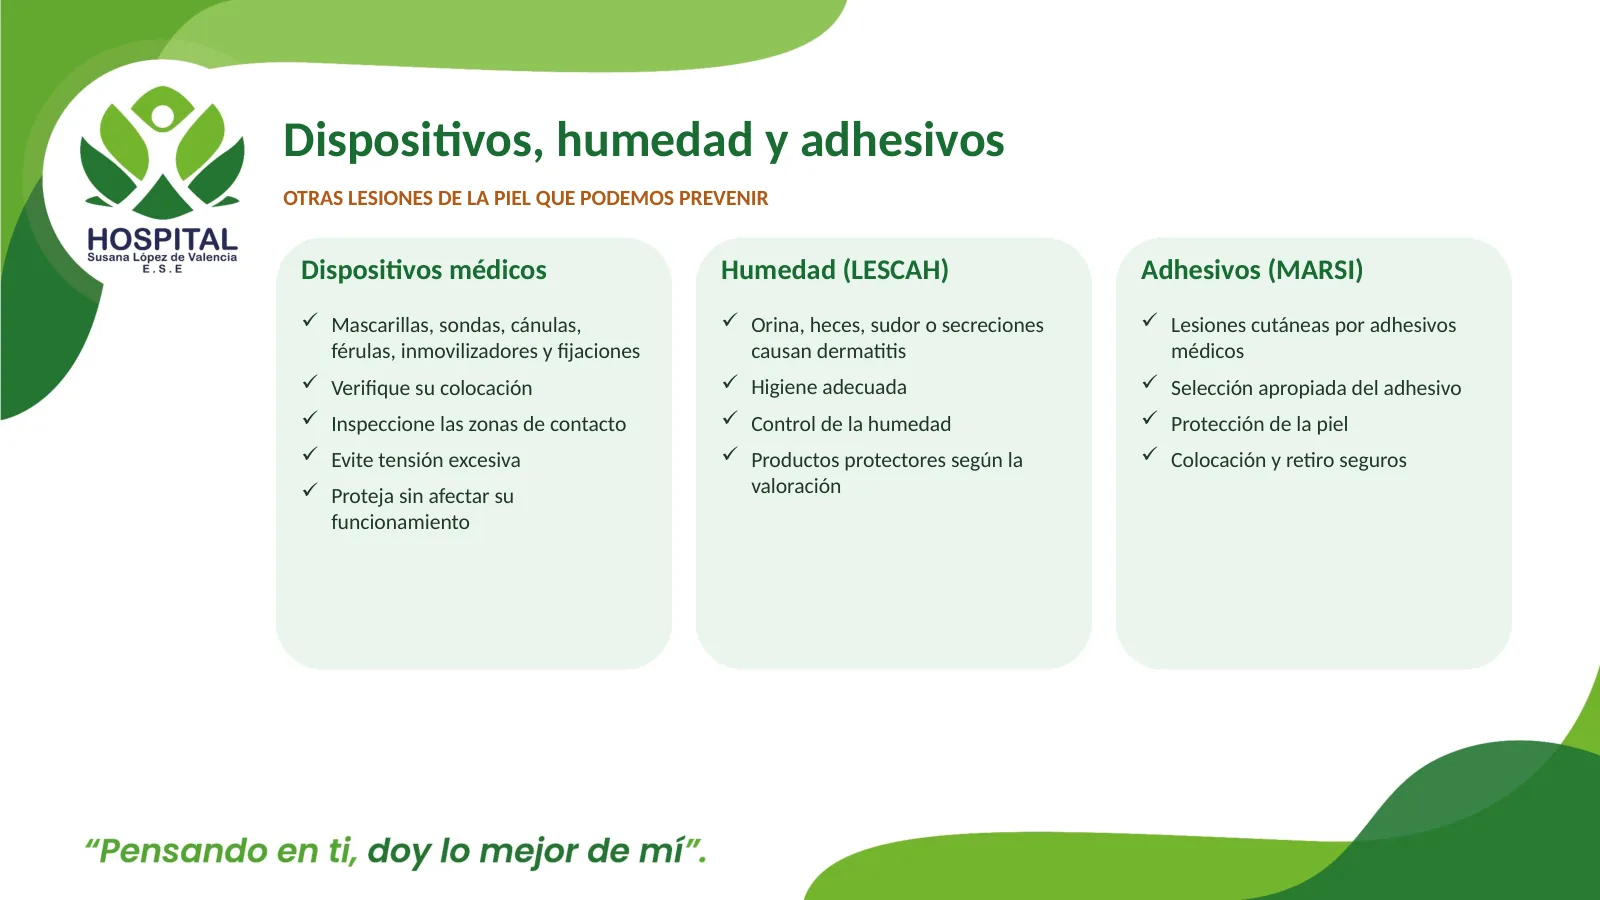 HOSPITAL
Susana López de Valencia
E.S.E
Dispositivos, humedad y adhesivos
OTRAS LESIONES DE LA PIEL QUE PODEMOS PREVENIR
Dispositivos médicos
✓ Mascarillas, sondas, cánulas,
férulas, inmovilizadores y fijaciones
✓ Verifique su colocación
✓ Inspeccione las zonas de contacto
✓ Evite tensión excesiva
✓ Proteja sin afectar su
funcionamiento
Humedad (LESCAH)
✓ Orina, heces, sudor o secreciones
causan dermatitis
✓ Higiene adecuada
✓ Control de la humedad
✓ Productos protectores según la
valoración
Adhesivos (MARSI)
✓ Lesiones cutáneas por adhesivos
médicos
✓ Selección apropiada del adhesivo
✓ Protección de la piel
✓ Colocación y retiro seguros
“Pensando en ti, doy lo mejor de mí”.